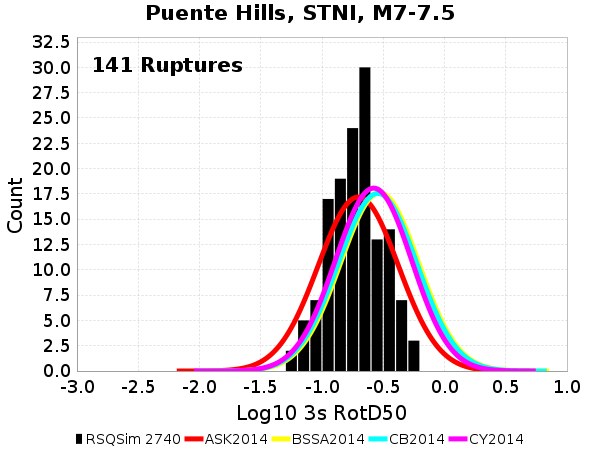 Puente Hills, STNI, M7-7.5
141 Ruptures
Count
32.5
30.0
27.5
25.0
22.5
20.0
17.5
15.0
12.5
10.0
7.5
5.0
2.5
0.0
-3.0 -2.5 -2.0 -1.5 -1.0 -0.5 0.0 0.5 1.0
Log10 3s RotD50
RSQSim 2740 ASK2014 BSSA2014 CB2014 CY2014